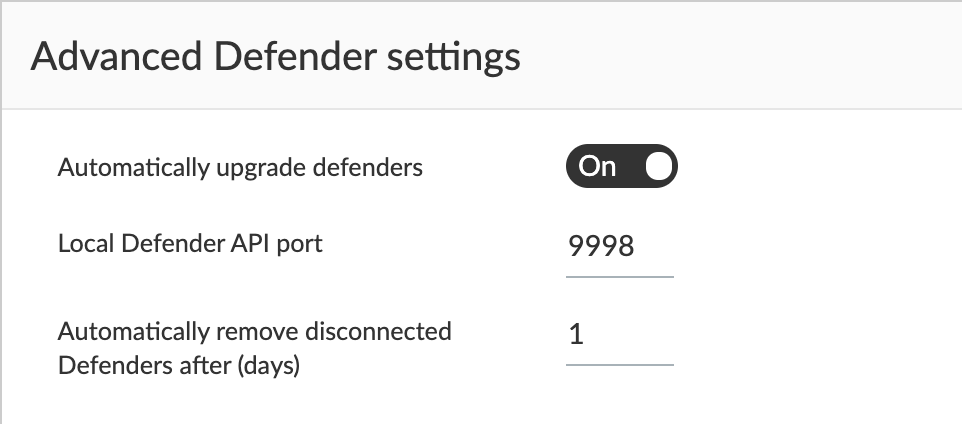 Advanced Defender settings
Automatically upgrade defenders On
Local Defender API port 9998
Automatically remove disconnected 1
Defenders after (days)